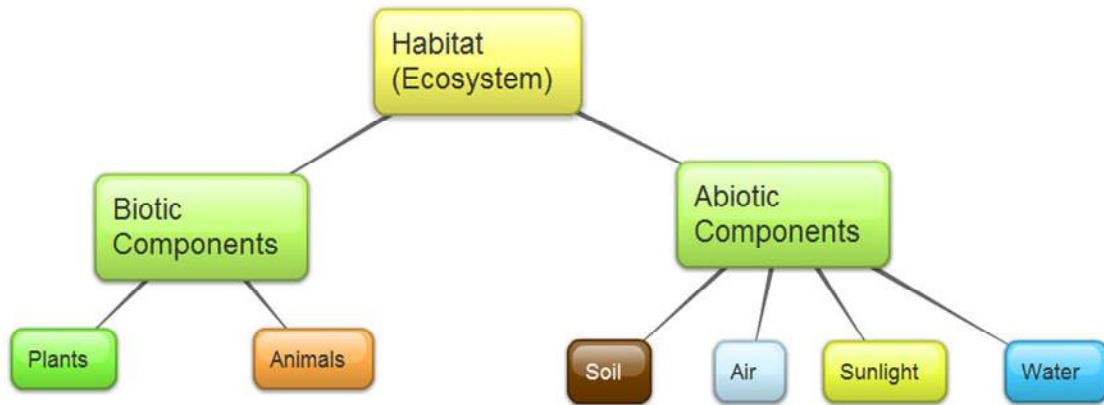 Habitat
(Ecosystem)
Biotic
Components
Abiotic
Components
Plants
Animals
Soil
Air
Sunlight
Water